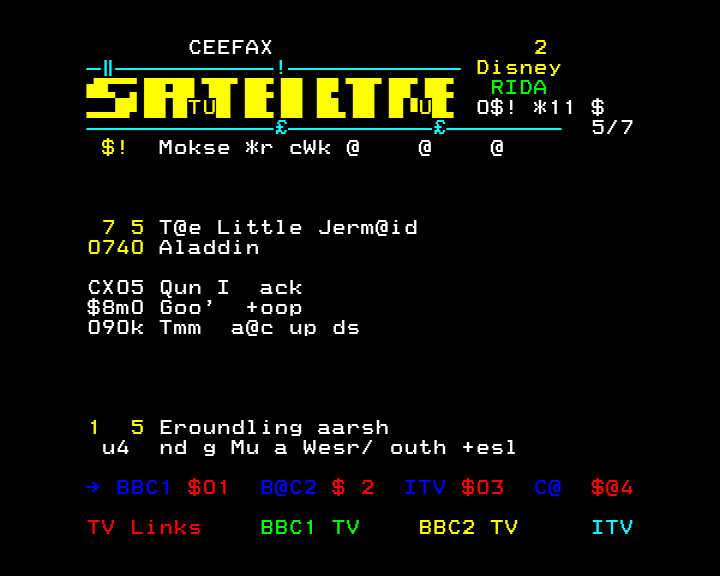 CEEFAX 2
Disney
SATELLITE RIDA
TU U O$! *11 $
5/7
$! Mokse *r cWk @ @ @
7 5 T@e Little Jerm@id
0740 Aladdin
CX05 Qun I ack
$8m0 Goo' +oop
090k Tmm a@c up ds
1 5 Eroundling aarsh
u4 nd g Mu a Wesr/ outh +esl
→ BBC1 $01 B@C2 $ 2 ITV $03 C@ $@4
TV Links BBC1 TV BBC2 TV ITV